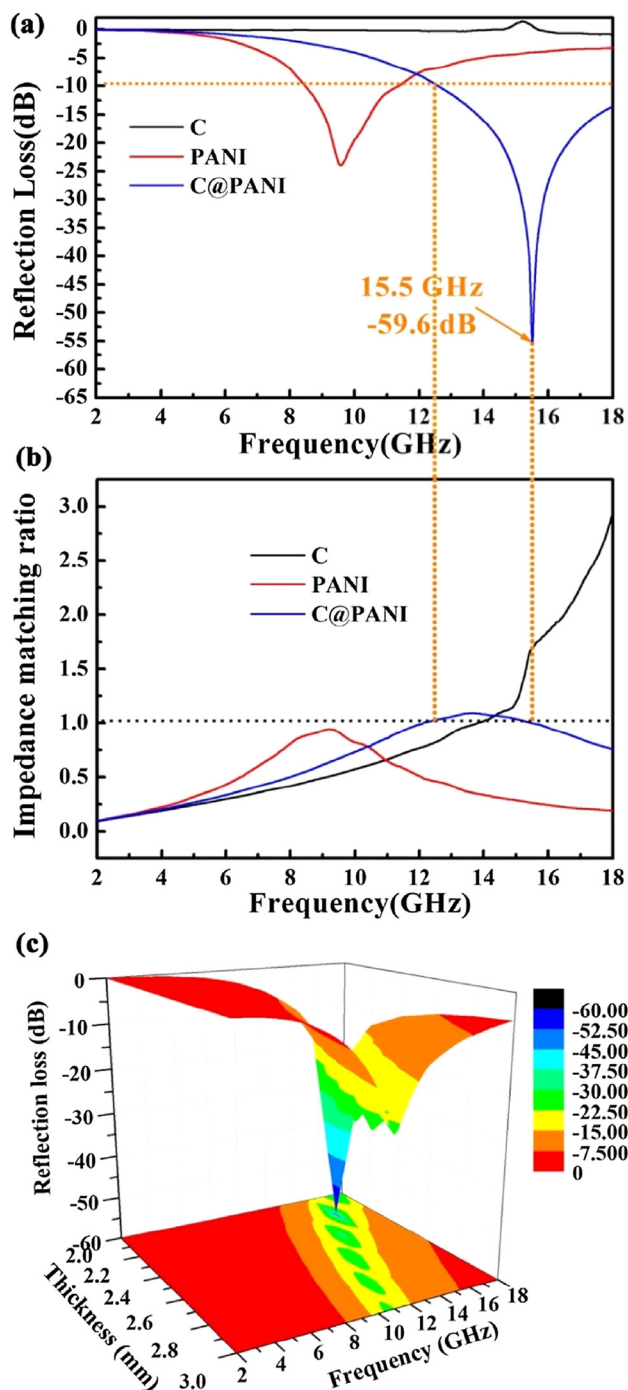 (a)
Reflection Loss(dB)
0
-5
-10
-15
-20
-25
-30
-35
-40
-45
-50
-55
-60
-65
C
PANI
C@PANI
15.5 GHz
-59.6 dB
2 4 6 8 10 12 14 16 18
Frequency(GHz)
(b)
Impedance matching ratio
3.0
2.5
2.0
1.5
1.0
0.5
0.0
C
PANI
C@PANI
2 4 6 8 10 12 14 16 18
Frequency(GHz)
(c)
Reflection loss (dB)
0
-10
-20
-30
-40
-50
-60
2.0
2.2
2.4
2.6
2.8
3.0
Thickness (mm)
2 4 6 8 10 12 14 16 18
Frequency (GHz)
-60.00
-52.50
-45.00
-37.50
-30.00
-22.50
-15.00
-7.500
0